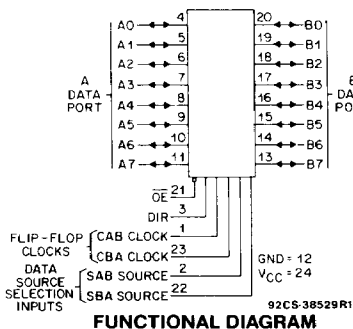 A0 4 20 B0
A1 5 19 B1
A2 6 18 B2
A3 7 17 B3
A4 8 16 B4
A5 9 15 B5
A6 10 14 B6
A7 11 13 B7
A
DATA
PORT
OE 21
DIR 3
FLIP-FLOP
CLOCKS
CAB CLOCK 1
CBA CLOCK 23
DATA
SOURCE
SELECTION
INPUTS
SAB SOURCE 2
SBA SOURCE 22
GND = 12
VCC = 24
92CS-38529R1
FUNCTIONAL DIAGRAM